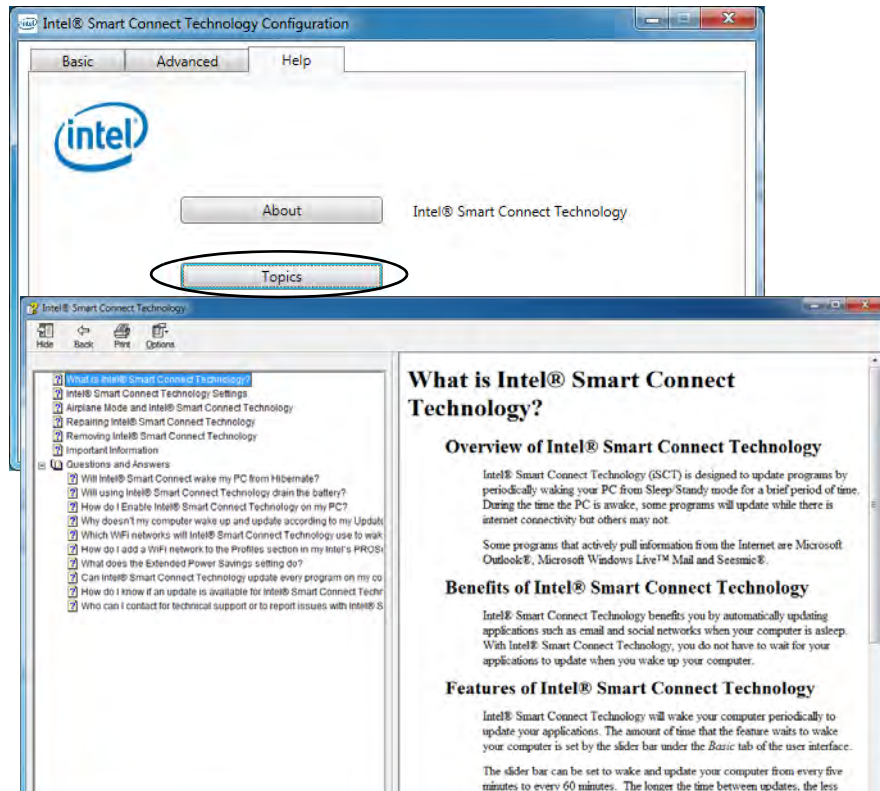 Intel® Smart Connect Technology Configuration
Basic
Advanced
Help
intel
About
Intel® Smart Connect Technology
Topics
Intel® Smart Connect Technology
Hide
Back
Print
Options
What is Intel® Smart Connect Technology?
Intel® Smart Connect Technology Settings
Airplane Mode and Intel® Smart Connect Technology
Repairing Intel® Smart Connect Technology
Removing Intel® Smart Connect Technology
Important Information
Questions and Answers
Will Intel® Smart Connect wake my PC from Hibernate?
Will using Intel® Smart Connect Technology drain the battery?
How do I Enable Intel® Smart Connect Technology on my PC?
Why doesn't my computer wake up and update according to my Update
Which WiFi networks will Intel® Smart Connect Technology use to wak
How do I add a WiFi network to the Profiles section in my Intel's PROS
What does the Extended Power Savings setting do?
Can Intel® Smart Connect Technology update every program on my co
How do I know if an update is available for Intel® Smart Connect Techr
Who can I contact for technical support or to report issues with Intel® S
What is Intel® Smart Connect
Technology?
Overview of Intel® Smart Connect Technology
Intel® Smart Connect Technology (iSCT) is designed to update programs by
periodically waking your PC from Sleep/Standy mode for a brief period of time.
During the time the PC is awake, some programs will update while there is
internet connectivity but others may not.
Some programs that actively pull information from the Internet are Microsoft
Outlook®, Microsoft Windows Live™ Mail and Seesmic®.
Benefits of Intel® Smart Connect Technology
Intel® Smart Connect Technology benefits you by automatically updating
applications such as email and social networks when your computer is asleep.
With Intel® Smart Connect Technology, you do not have to wait for your
applications to update when you wake up your computer.
Features of Intel® Smart Connect Technology
Intel® Smart Connect Technology will wake your computer periodically to
update your applications. The amount of time that the feature waits to wake
your computer is set by the slider bar under the Basic tab of the user interface.
The slider bar can be set to wake and update your computer from every five
minutes to every 60 minutes. The longer the time between updates, the less